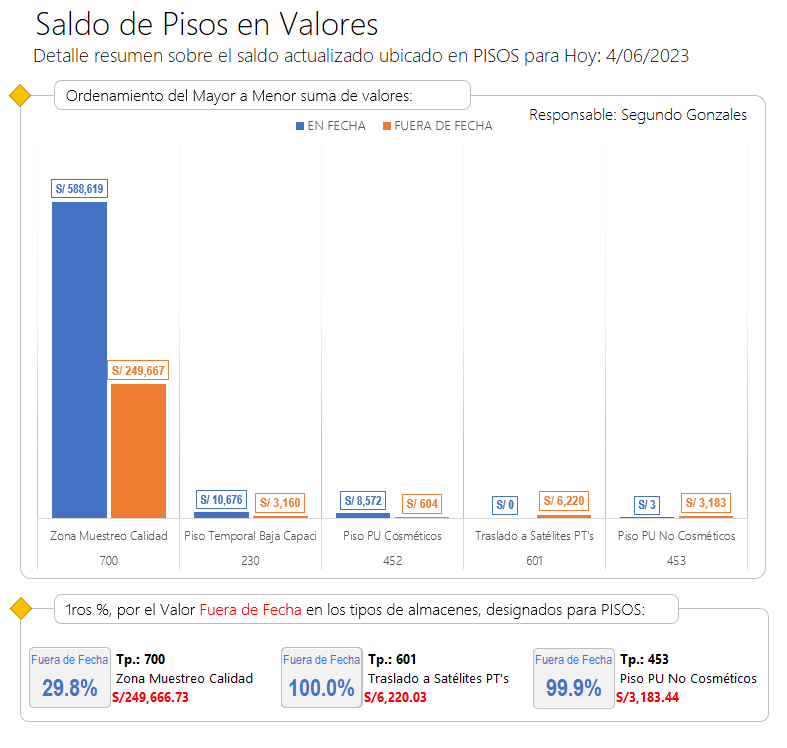 Saldo de Pisos en Valores
Detalle resumen sobre el saldo actualizado ubicado en PISOS para Hoy: 4/06/2023
Ordenamiento del Mayor a Menor suma de valores:
Responsable: Segundo Gonzales
EN FECHA FUERA DE FECHA
S/ 588,619
S/ 249,667
S/ 10,676 S/ 3,160 S/ 8,572 S/ 604 S/ 0 S/ 6,220 S/ 3 S/ 3,183
Zona Muestreo Calidad Piso Temporal Baja Capaci Piso PU Cosméticos Traslado a Satélites PT's Piso PU No Cosméticos
700 230 452 601 453
1ros %, por el Valor Fuera de Fecha en los tipos de almacenes, designados para PISOS:
Fuera de Fecha Tp.: 700 Fuera de Fecha Tp.: 601 Fuera de Fecha Tp.: 453
29.8% Zona Muestreo Calidad 100.0% Traslado a Satélites PT's 99.9% Piso PU No Cosméticos
S/249,666.73 S/6,220.03 S/3,183.44